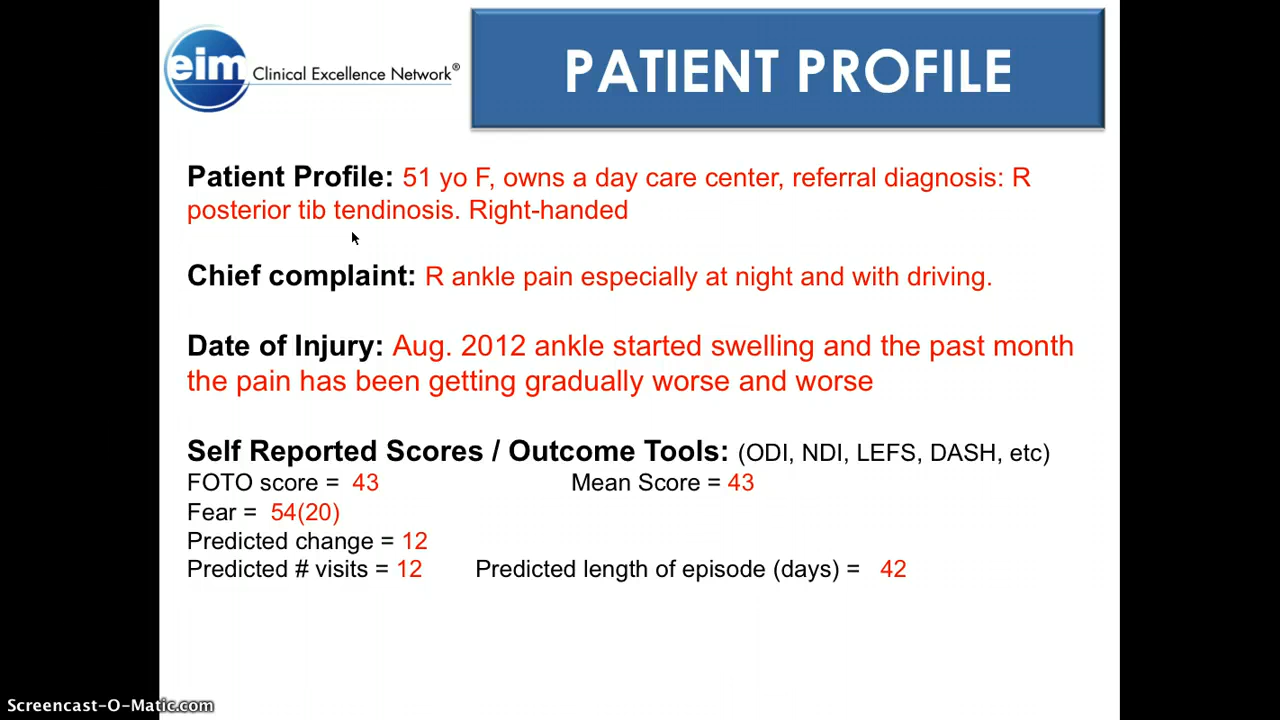 eim Clinical Excellence Network®
PATIENT PROFILE
Patient Profile: 51 yo F, owns a day care center, referral diagnosis: R
posterior tib tendinosis. Right-handed
Chief complaint: R ankle pain especially at night and with driving.
Date of Injury: Aug. 2012 ankle started swelling and the past month
the pain has been getting gradually worse and worse
Self Reported Scores / Outcome Tools: (ODI, NDI, LEFS, DASH, etc)
FOTO score = 43 Mean Score = 43
Fear = 54(20)
Predicted change = 12
Predicted # visits = 12 Predicted length of episode (days) = 42
Screencast-O-Matic.com